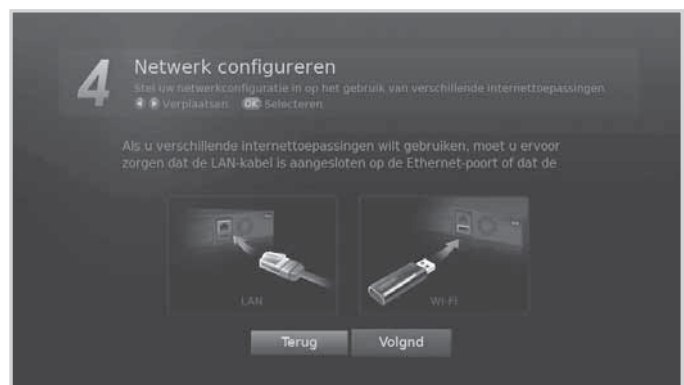 4
Netwerk configureren
Stel uw netwerkconfiguratie in op het gebruik van verschillende internettoepassingen.
Verplaatsen OK Selecteren
Als u verschillende internettoepassingen wilt gebruiken, moet u ervoor
zorgen dat de LAN-kabel is aangesloten op de Ethernet-poort of dat de
LAN
WI-FI
Terug
Volgnd